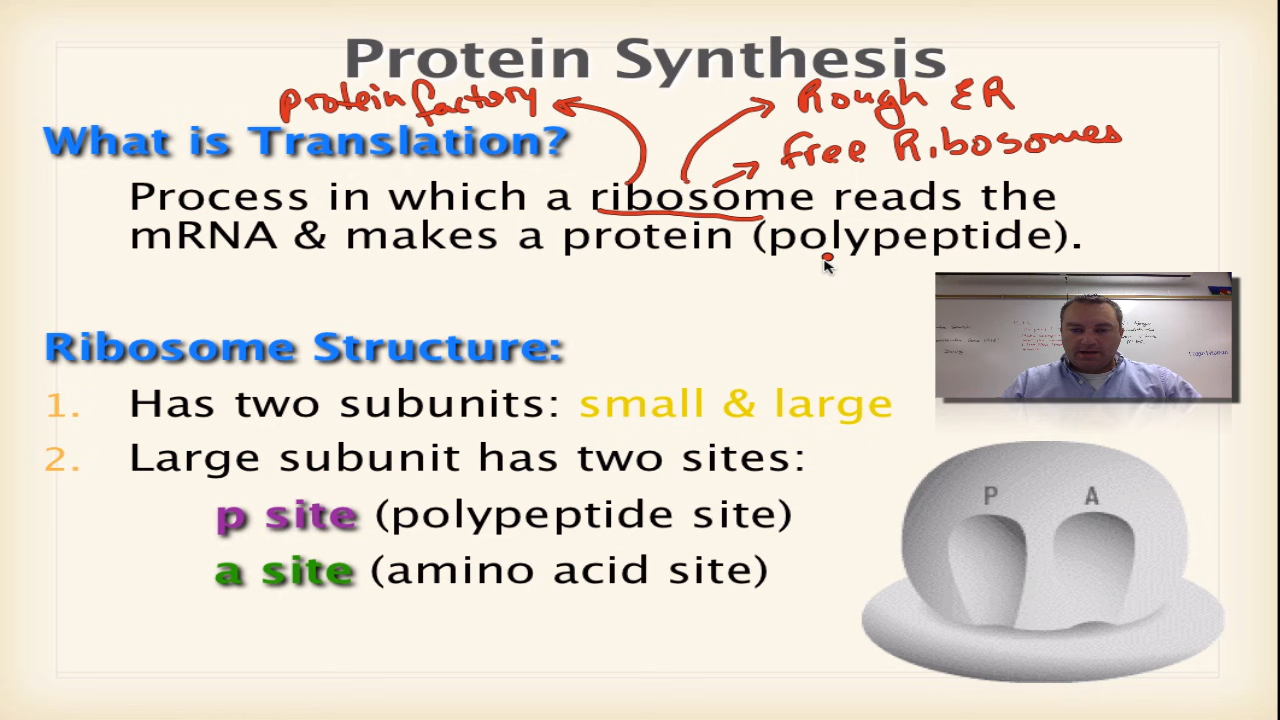 Protein Synthesis
protein factory
Rough ER
What is Translation?
free Ribosomes
Process in which a ribosome reads the
mRNA & makes a protein (polypeptide).
Ribosome Structure:
1. Has two subunits: small & large
2. Large subunit has two sites:
p site (polypeptide site)
a site (amino acid site)
P A